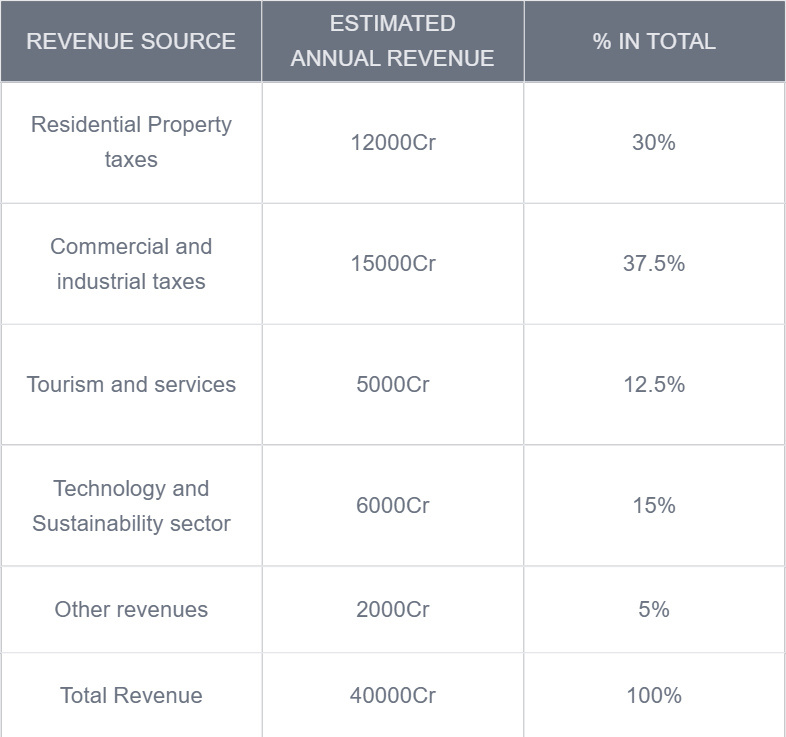 REVENUE SOURCE
ESTIMATED
ANNUAL REVENUE
% IN TOTAL
Residential Property
taxes
12000Cr
30%
Commercial and
industrial taxes
15000Cr
37.5%
Tourism and services
5000Cr
12.5%
Technology and
Sustainability sector
6000Cr
15%
Other revenues
2000Cr
5%
Total Revenue
40000Cr
100%